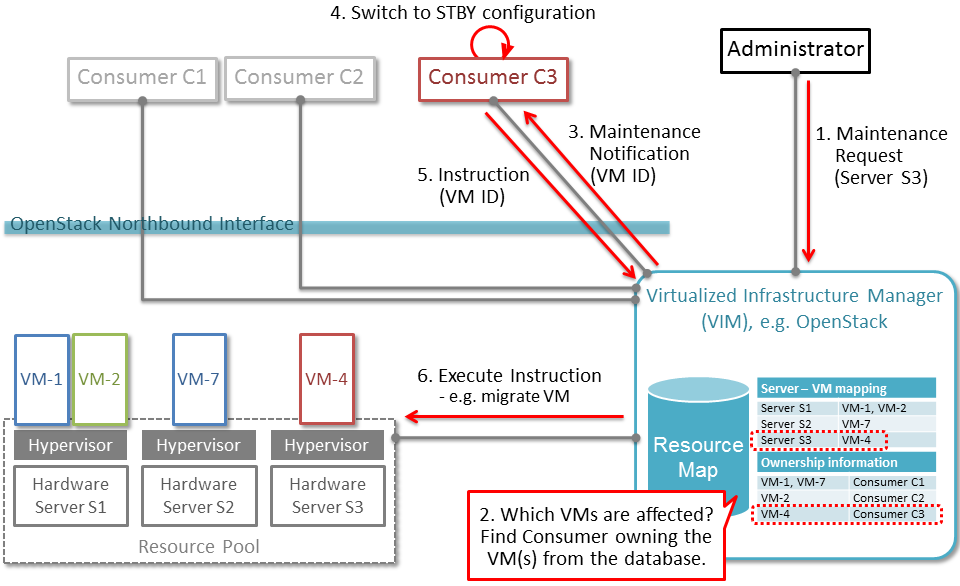 4. Switch to STBY configuration
Consumer C1
Consumer C2
Consumer C3
Administrator
3. Maintenance
Notification
(VM ID)
1. Maintenance
Request
(Server S3)
5. Instruction
(VM ID)
OpenStack Northbound Interface
Virtualized Infrastructure Manager
(VIM), e.g. OpenStack
VM-1
VM-2
VM-7
VM-4
6. Execute Instruction
- e.g. migrate VM
Hypervisor
Hypervisor
Hypervisor
Hardware
Server S1
Hardware
Server S2
Hardware
Server S3
Resource Pool
Resource
Map
Server – VM mapping
Server S1 VM-1, VM-2
Server S2 VM-7
Server S3 VM-4
Ownership information
VM-1, VM-7 Consumer C1
VM-2 Consumer C2
VM-4 Consumer C3
2. Which VMs are affected?
Find Consumer owning the
VM(s) from the database.